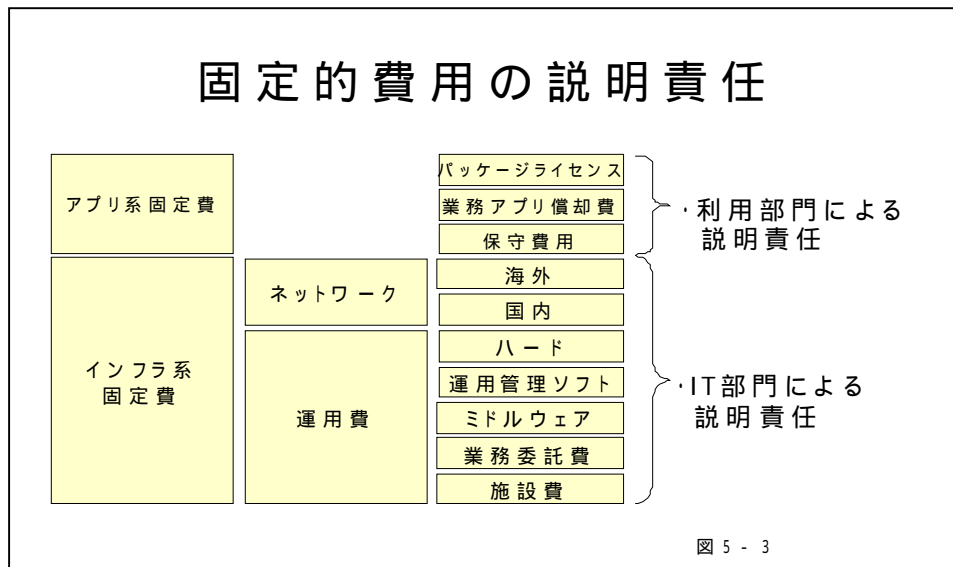 固定的費用の説明責任
アプリ系固定費
インフラ系
固定費
ネットワーク
運用費
パッケージライセンス
業務アプリ償却費
保守費用
海外
国内
ハード
運用管理ソフト
ミドルウェア
業務委託費
施設費
・利用部門による
説明責任
・IT部門による
説明責任
図5-3